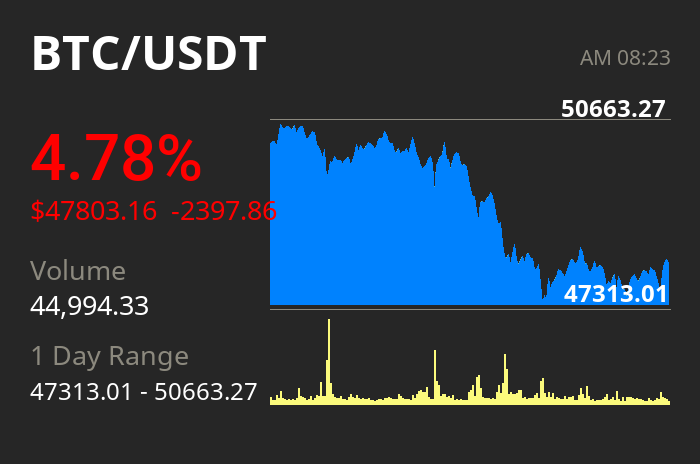 BTC/USDT
AM 08:23
50663.27
4.78%
$47803.16 -2397.86
Volume
44,994.33
47313.01
1 Day Range
47313.01 - 50663.27